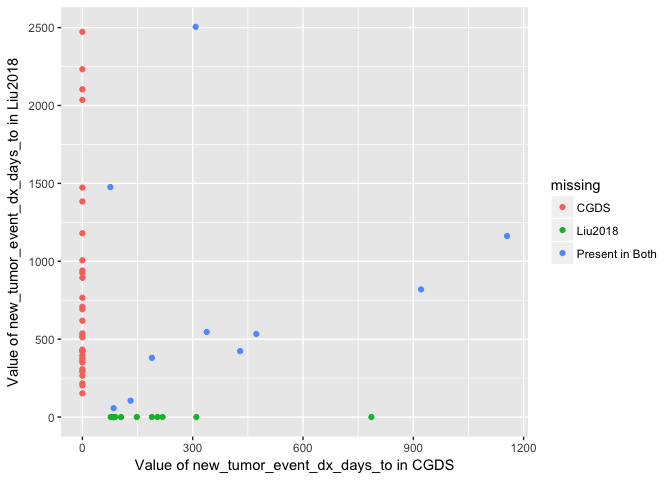 2500
2000
1500
1000
500
0
Value of new_tumor_event_dx_days_to in Liu2018
0
300
600
900
1200
Value of new_tumor_event_dx_days_to in CGDS
missing
CGDS
Liu2018
Present in Both